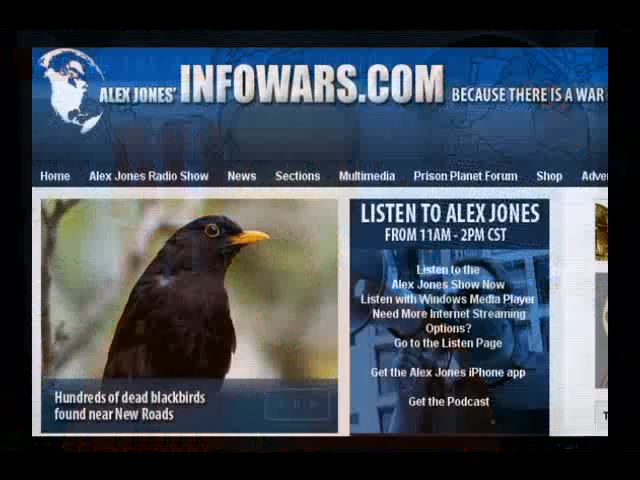 ALEX JONES' INFOWARS.COM BECAUSE THERE IS A WAR
Home Alex Jones Radio Show News Sections Multimedia Prison Planet Forum Shop Adver
LISTEN TO ALEX JONES
FROM 11AM - 2PM CST
Listen to the
Alex Jones Show Now
Listen with Windows Media Player
Need More Internet Streaming
Options?
Go to the Listen Page
Get the Alex Jones iPhone app
Get the Podcast
Hundreds of dead blackbirds
found near New Roads